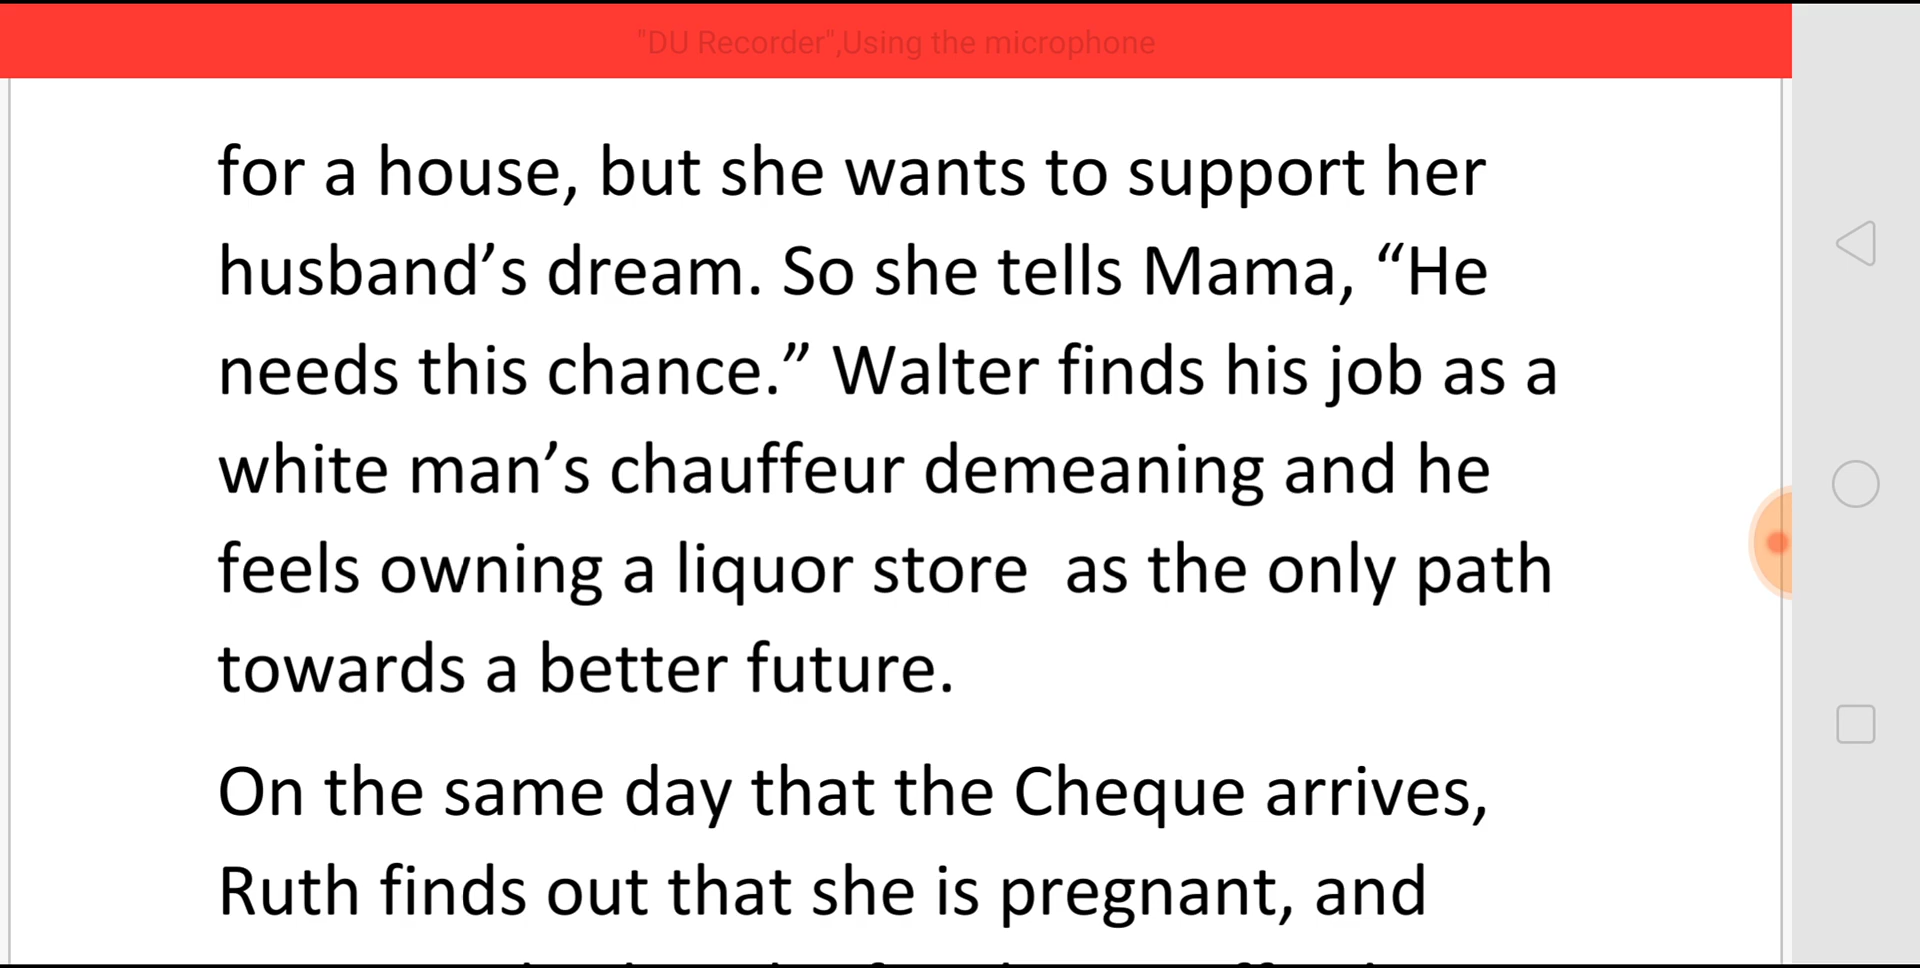 "DU Recorder",Using the microphone
for a house, but she wants to support her
husband’s dream. So she tells Mama, “He
needs this chance.” Walter finds his job as a
white man’s chauffeur demeaning and he
feels owning a liquor store  as the only path
towards a better future.
On the same day that the Cheque arrives,
Ruth finds out that she is pregnant, and